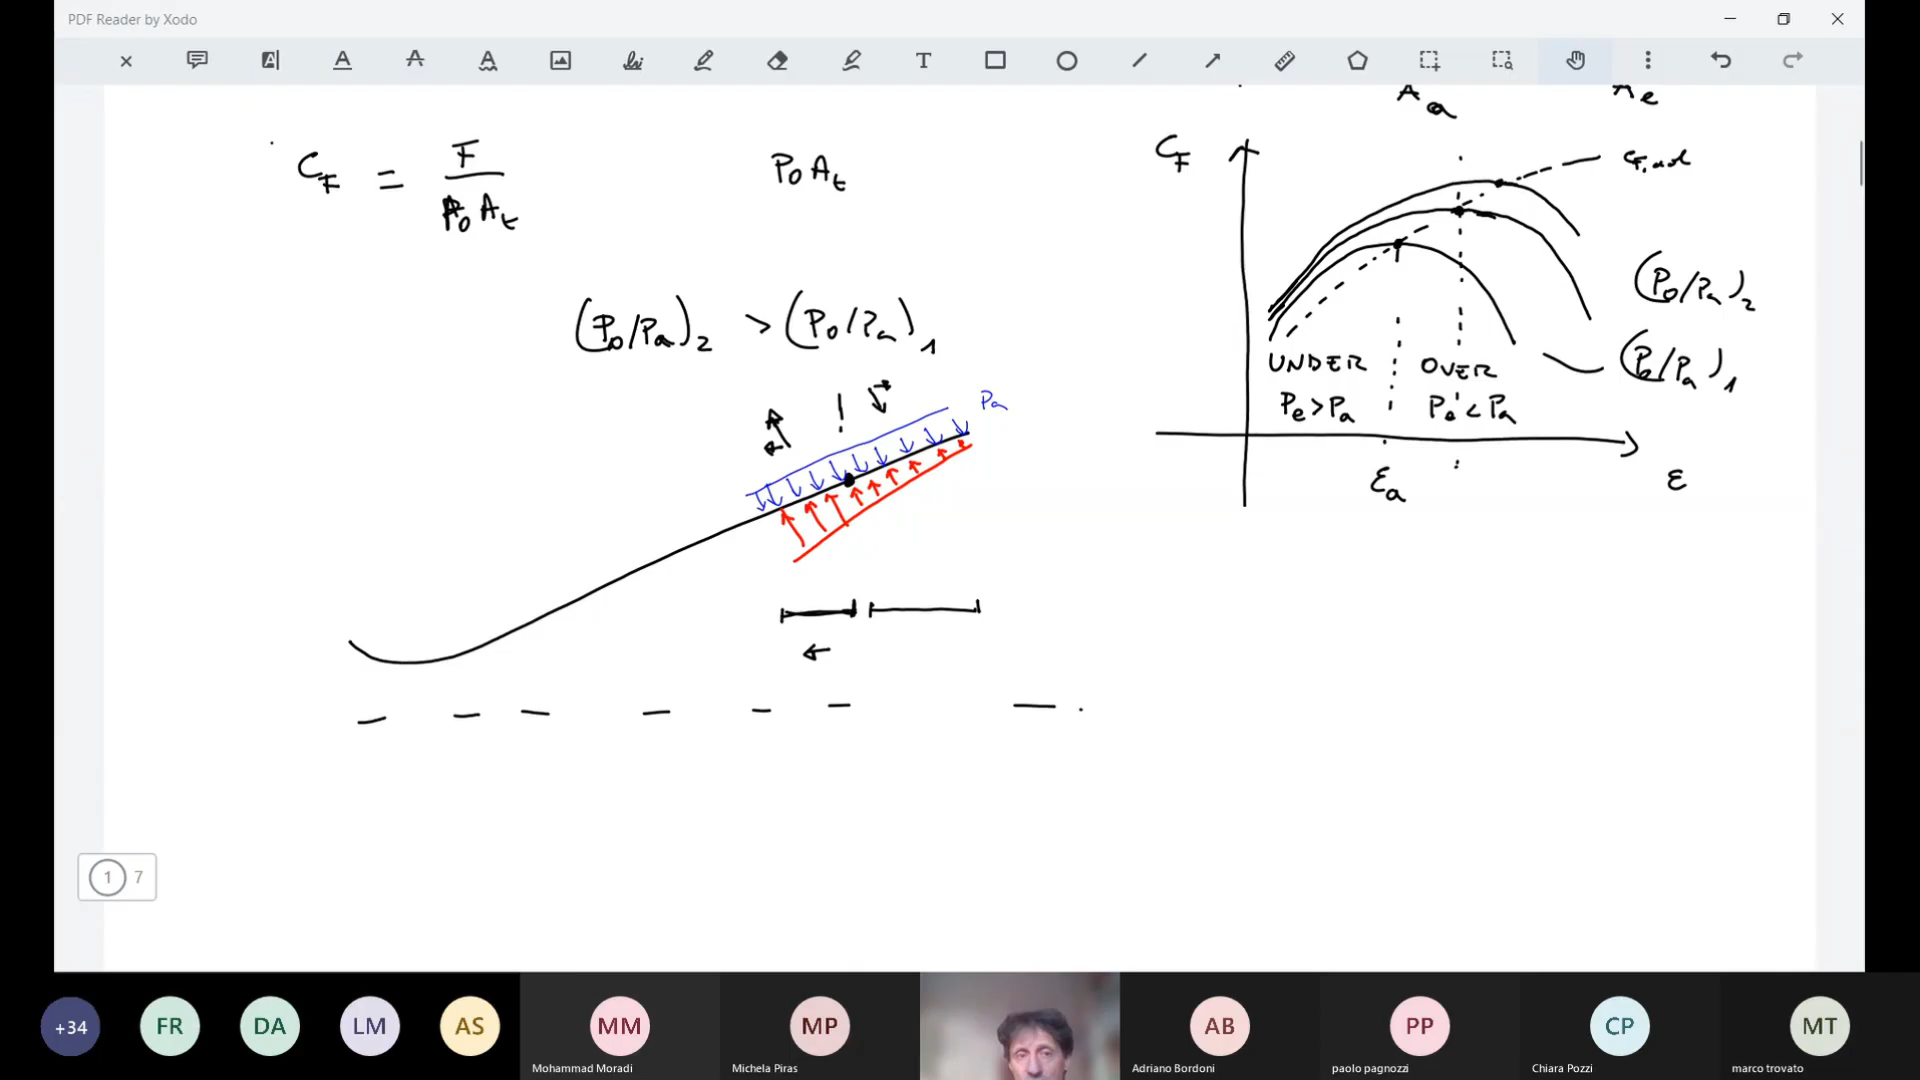 PDF Reader by Xodo
A_a
A_e
C_F = F / P_0 A_t
P_0 A_t
C_F
C_F,ad
(P_0/P_a)_2 > (P_0/P_a)_1
(P_0/P_a)_2
(P_0/P_a)_1
UNDER
OVER
P_e > P_a
P_e < P_a
P_a
ε_a
ε
1 7
+34
FR
DA
LM
AS
MM
MP
AB
PP
CP
MT
Mohammad Moradi
Michela Piras
Adriano Bordoni
paolo pagnozzi
Chiara Pozzi
marco trovato